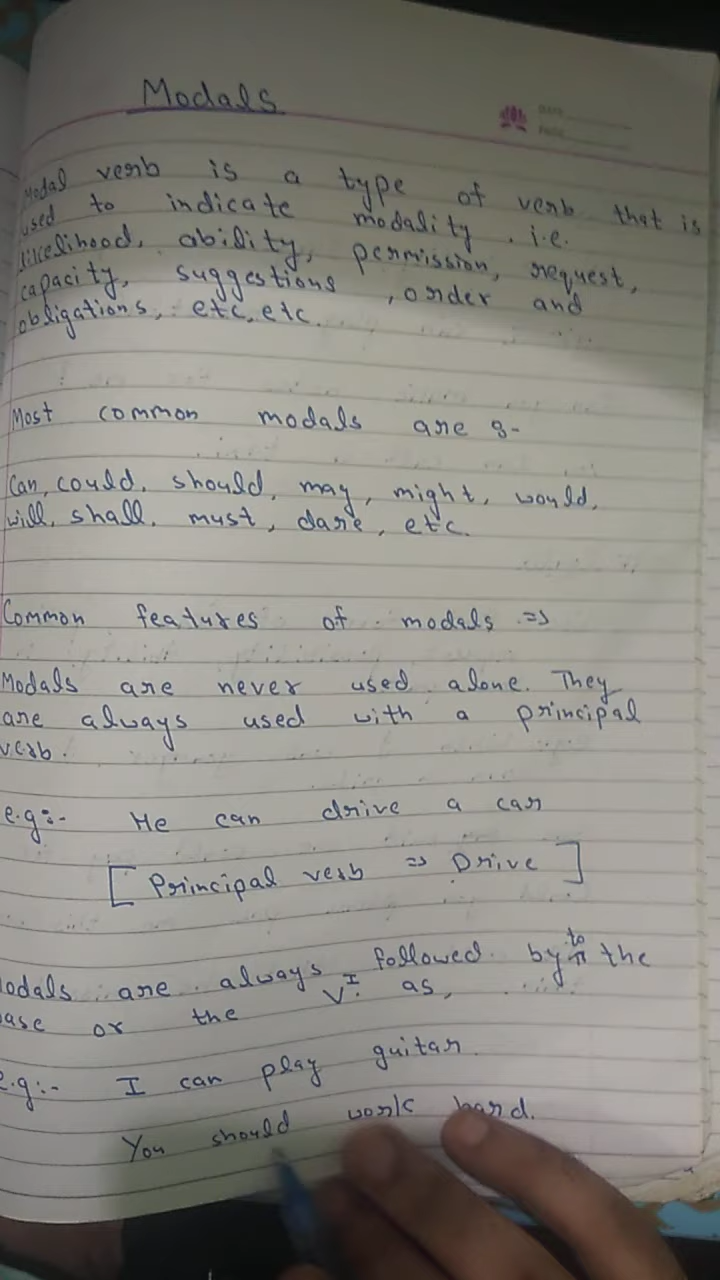 Modals
Modal verb is a type of verb that is
used to indicate modality . i.e.
likelihood, ability, permission, request,
capacity, suggestions , order and
obligations, etc, etc.
Most common modals are :-
Can, could, should, may, might, would,
will, shall, must, dare, etc.
Common features of modals =>
Modals are never used alone. They
are always used with a principal
verb.
e.g:- He can drive a car
[ Principal verb => Drive ]
odals are always followed by to the
ase or the V I. as,
e.g:- I can play guitar.
You should work hard.